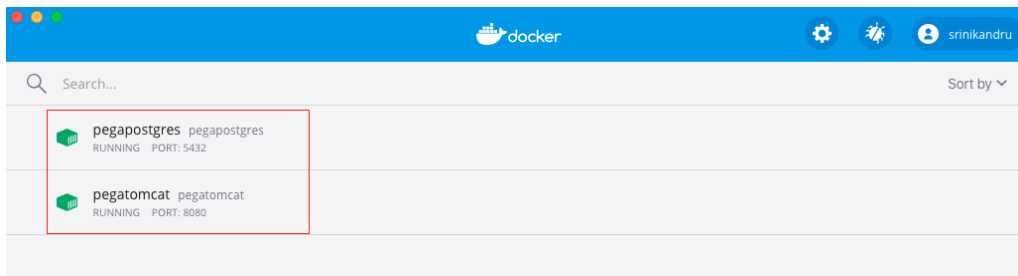 docker
srinikandru
Search...
Sort by
pegapostgres pegapostgres
RUNNING PORT: 5432
pegatomcat pegatomcat
RUNNING PORT: 8080